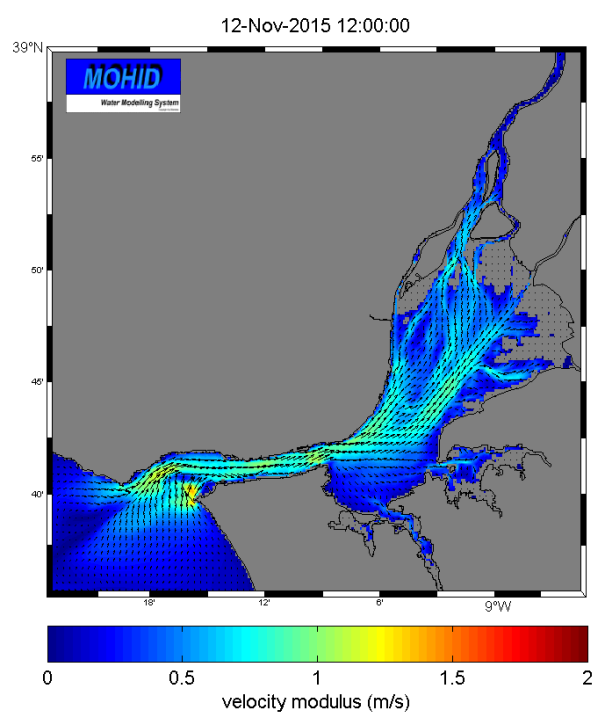 12-Nov-2015 12:00:00
39°N
MOHID
Water Modelling System
55'
50'
45'
40'
18' 12' 6' 9°W
0 0.5 1 1.5 2
velocity modulus (m/s)